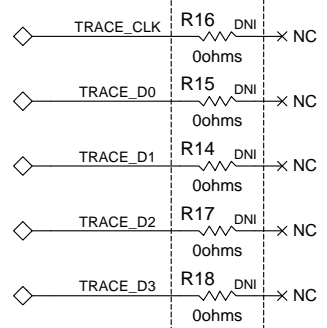 TRACE_CLK R16 DNI NC
0ohms
TRACE_D0 R15 DNI NC
0ohms
TRACE_D1 R14 DNI NC
0ohms
TRACE_D2 R17 DNI NC
0ohms
TRACE_D3 R18 DNI NC
0ohms